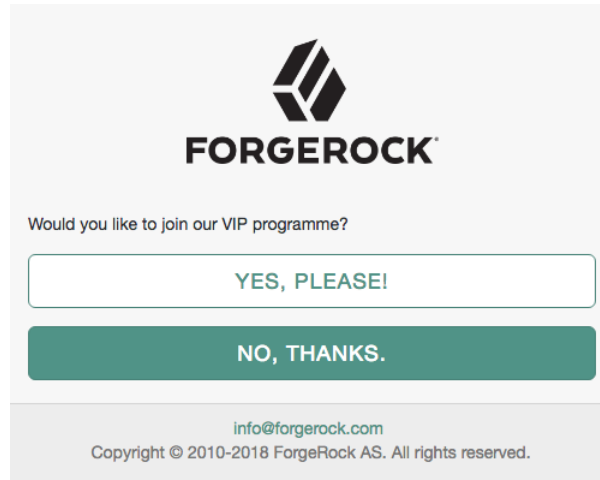 FORGEROCK®
Would you like to join our VIP programme?
YES, PLEASE!
NO, THANKS.
info@forgerock.com
Copyright © 2010-2018 ForgeRock AS. All rights reserved.